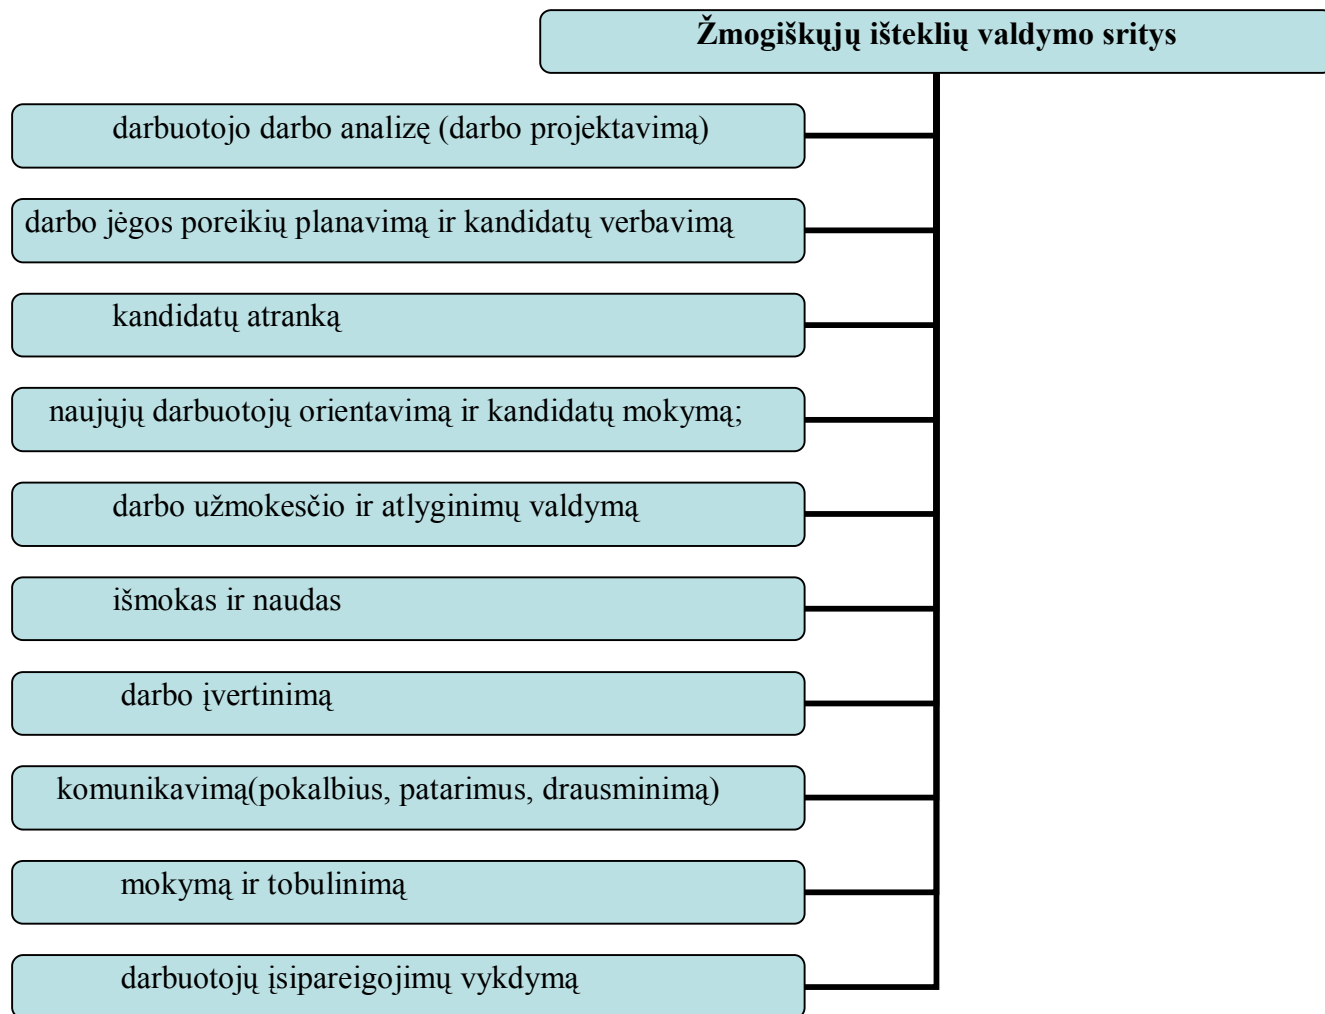 Žmogiškųjų išteklių valdymo sritys
darbuotojo darbo analizę (darbo projektavimą)
darbo jėgos poreikių planavimą ir kandidatų verbavimą
kandidatų atranką
naujųjų darbuotojų orientavimą ir kandidatų mokymą;
darbo užmokesčio ir atlyginimų valdymą
išmokas ir naudas
darbo įvertinimą
komunikavimą(pokalbius, patarimus, drausminimą)
mokymą ir tobulinimą
darbuotojų įsipareigojimų vykdymą